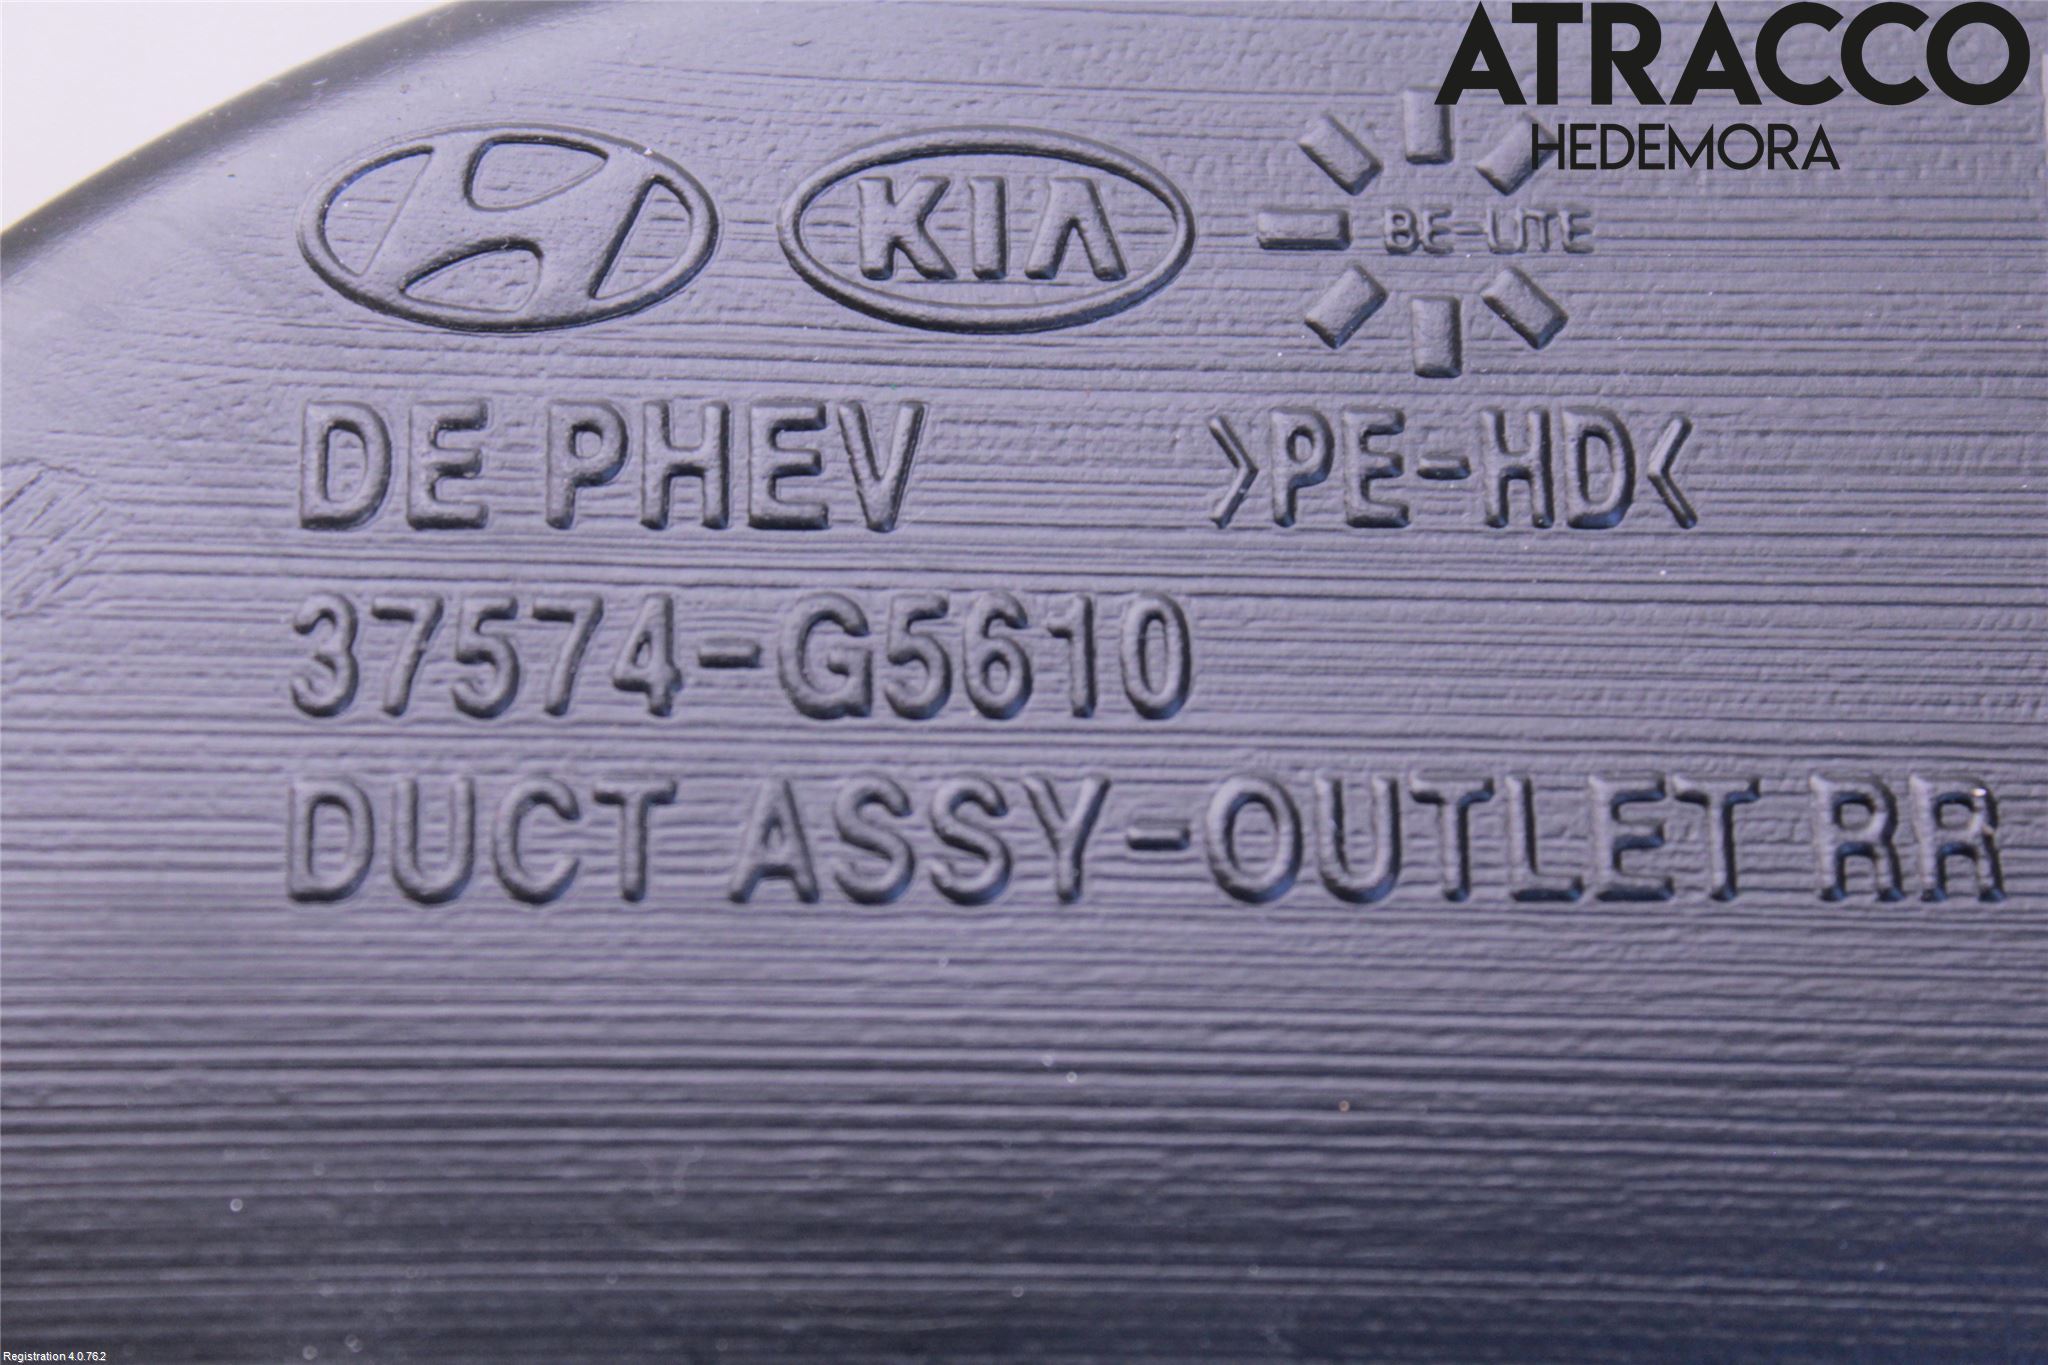 ATRACCO
HEDEMORA
KIA
BE-LITE
DE PHEV >PE-HD<
37574-G5610
DUCT ASSY-OUTLET RR
Registration 4.0.76.2